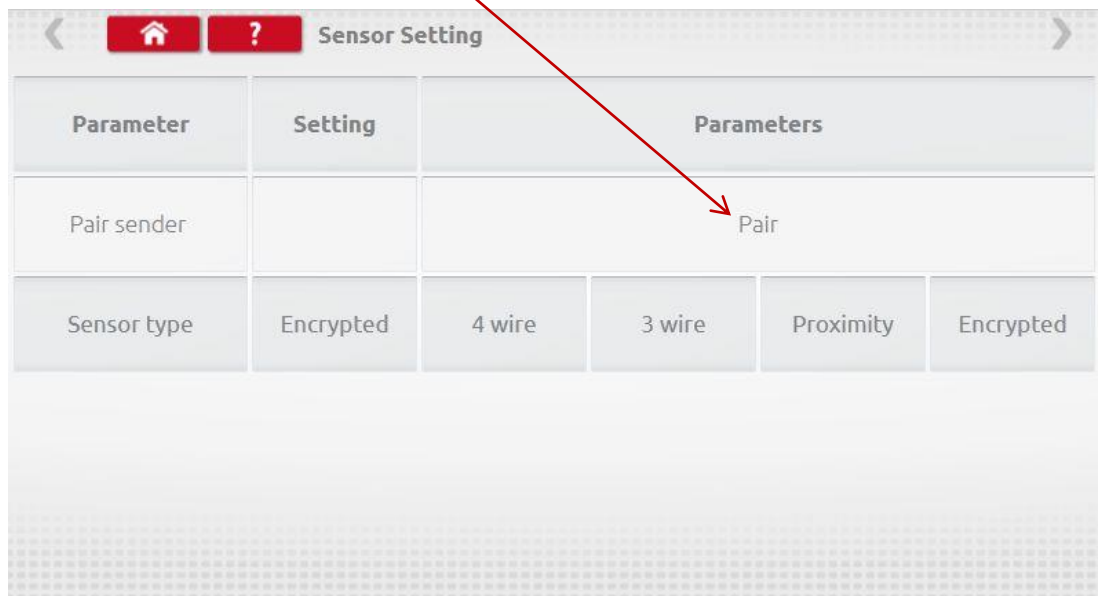 ? Sensor Setting
Parameter Setting Parameters
Pair sender Pair
Sensor type Encrypted 4 wire 3 wire Proximity Encrypted